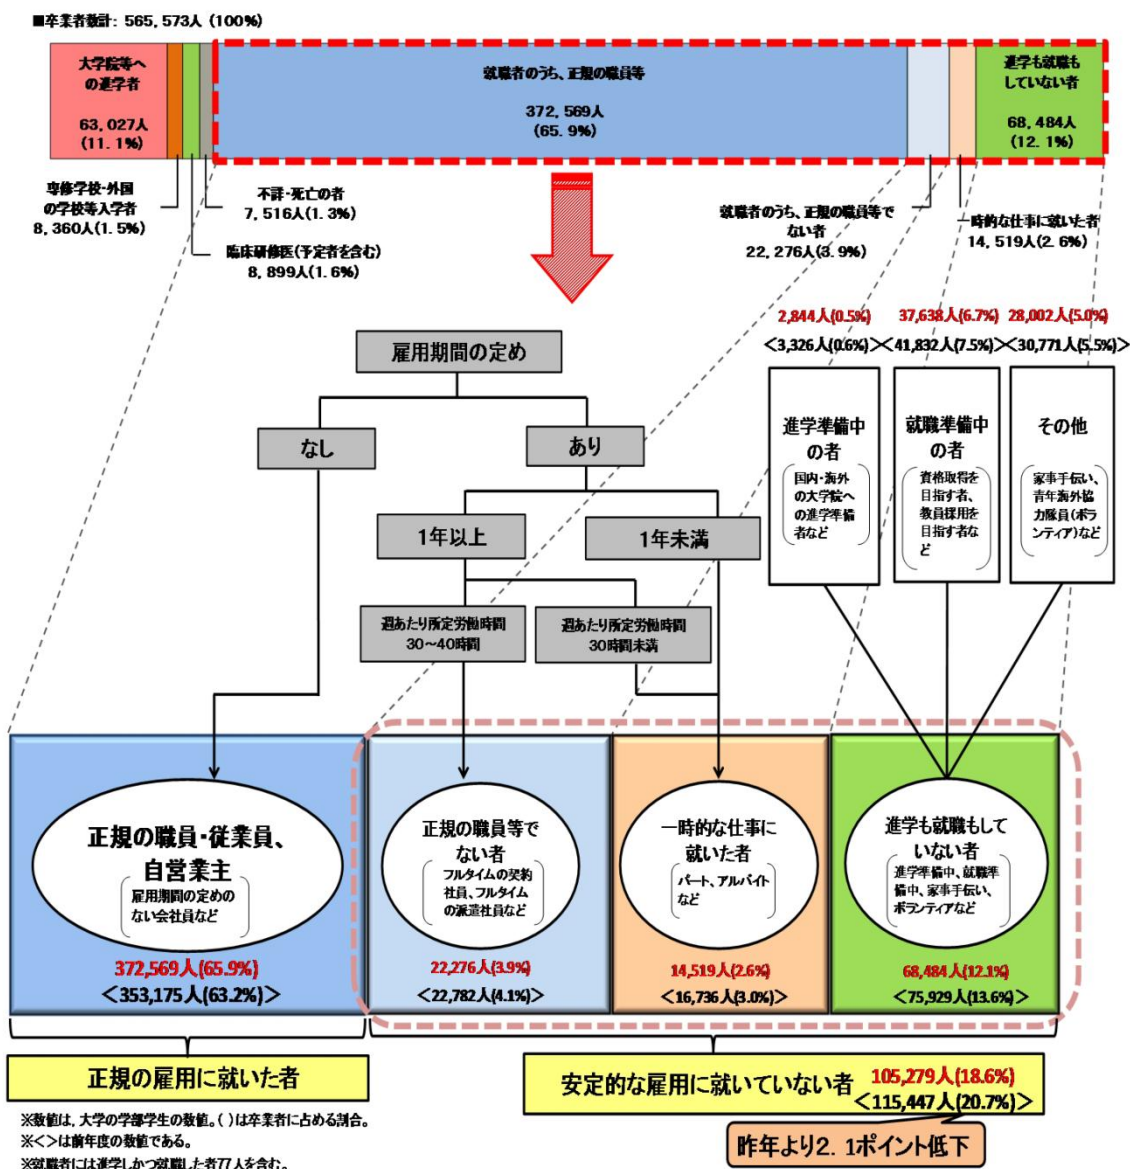 ■卒業者数計: 565,573人 (100%)
大学院等へ
の進学者
63,027人
(11.1%)
就職者のうち、正規の職員等
372,569人
(65.9%)
進学も就職も
していない者
68,484人
(12.1%)
専修学校・外国
の学校等入学者
8,360人(1.5%)
不詳・死亡の者
7,516人(1.3%)
臨床研修医(予定者を含む)
8,899人(1.6%)
就職者のうち、正規の職員等で
ない者
22,276人(3.9%)
一時的な仕事に就いた者
14,519人(2.6%)
2,844人(0.5%)
37,638人(6.7%)
28,002人(5.0%)
<3,326人(0.6%)>
<41,832人(7.5%)>
<30,771人(5.5%)>
雇用期間の定め
なし
あり
1年以上
1年未満
週あたり所定労働時間
30～40時間
週あたり所定労働時間
30時間未満
進学準備中
の者
国内・海外
の大学院へ
の進学準備
者など
就職準備中
の者
資格取得を
目指す者、
教員採用を
目指す者な
ど
その他
家事手伝い、
青年海外協
力隊員(ボラ
ンティア)など
正規の職員・従業員、
自営業主
雇用期間の定めの
ない会社員など
372,569人(65.9%)
<353,175人(63.2%)>
正規の職員等で
ない者
フルタイムの契約
社員、フルタイム
の派遣社員など
22,276人(3.9%)
<22,782人(4.1%)>
一時的な仕事に
就いた者
パート、アルバイト
など
14,519人(2.6%)
<16,736人(3.0%)>
進学も就職もして
いない者
進学準備中、就職準
備中、家事手伝い、
ボランティアなど
68,484人(12.1%)
<75,929人(13.6%)>
正規の雇用に就いた者
安定的な雇用に就いていない者 105,279人(18.6%)
<115,447人(20.7%)>
昨年より2.1ポイント低下
※数値は、大学の学部学生の数値。( )は卒業者に占める割合。
※<>は前年度の数値である。
※就職者には進学しかつ就職した者77人を含む。